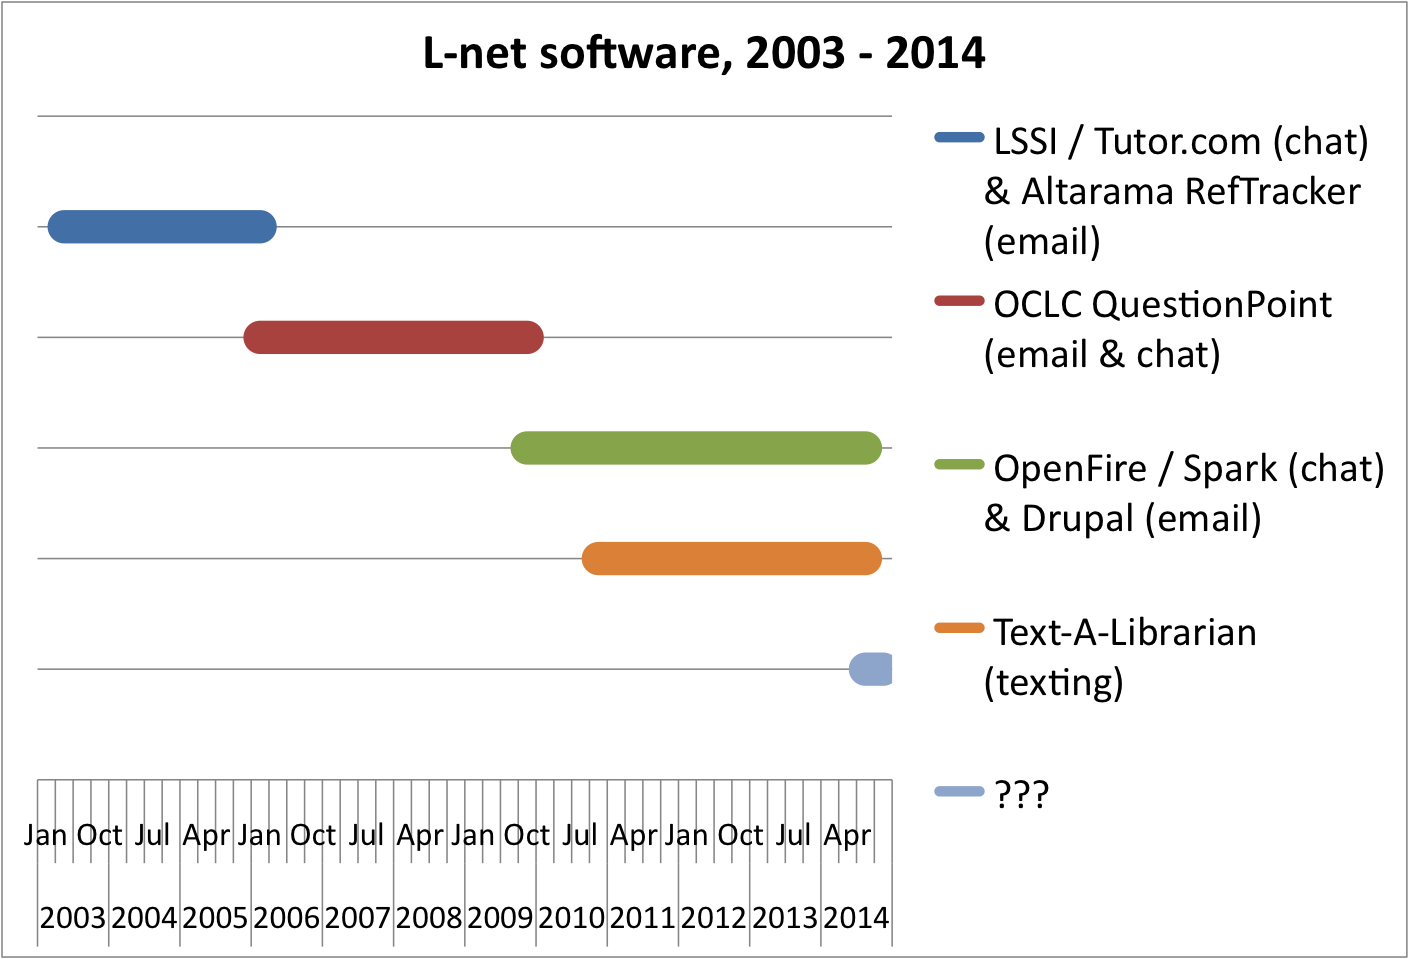 L-net software, 2003 - 2014
LSSI / Tutor.com (chat)
& Altarama RefTracker
(email)
OCLC QuestionPoint
(email & chat)
OpenFire / Spark (chat)
& Drupal (email)
Text-A-Librarian
(texting)
???
Jan Oct Jul Apr Jan Oct Jul Apr Jan Oct Jul Apr Jan Oct Jul Apr
2003 2004 2005 2006 2007 2008 2009 2010 2011 2012 2013 2014